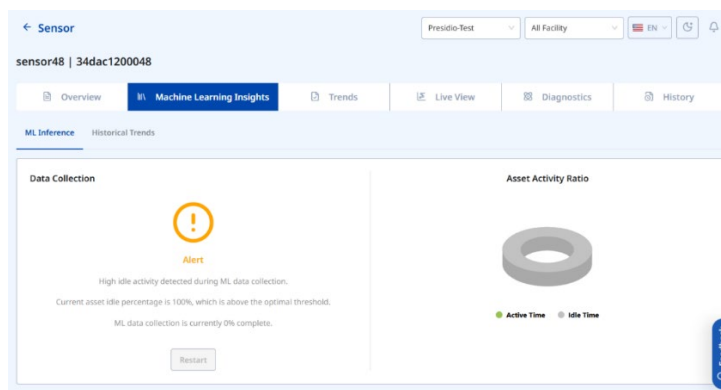 ← Sensor
Presidio-Test
All Facility
EN
sensor48 | 34dac1200048
Overview
Machine Learning Insights
Trends
Live View
Diagnostics
History
ML Inference
Historical Trends
Data Collection
Asset Activity Ratio
Alert
High idle activity detected during ML data collection.
Current asset idle percentage is 100%, which is above the optimal threshold.
ML data collection is currently 0% complete.
Active Time
Idle Time
Restart